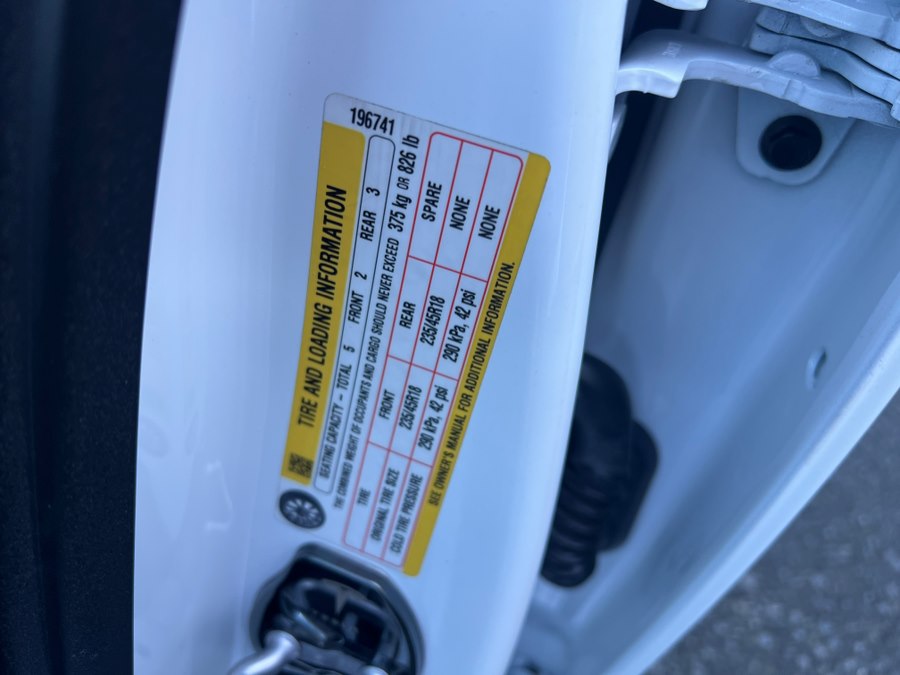 196741
TIRE AND LOADING INFORMATION
SEATING CAPACITY – TOTAL 5 FRONT 2 REAR 3
THE COMBINED WEIGHT OF OCCUPANTS AND CARGO SHOULD NEVER EXCEED 375 kg OR 826 lb
TIRE FRONT REAR SPARE
ORIGINAL TIRE SIZE 235/45R18 235/45R18 NONE
COLD TIRE PRESSURE 290 kPa, 42 psi 290 kPa, 42 psi NONE
SEE OWNER'S MANUAL FOR ADDITIONAL INFORMATION.